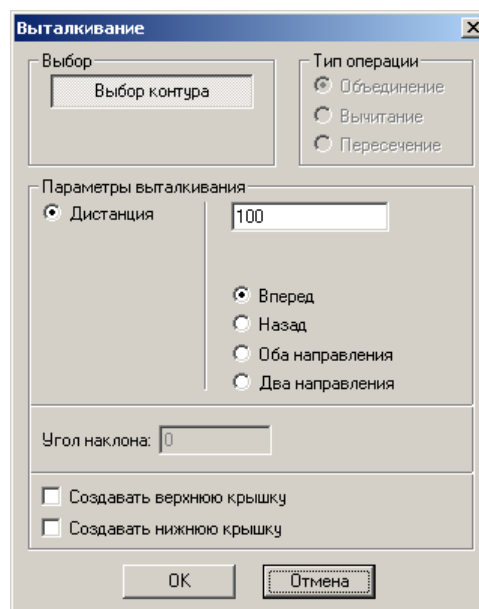 Выталкивание
Выбор
Выбор контура
Тип операции
Объединение
Вычитание
Пересечение
Параметры выталкивания
Дистанция
100
Вперед
Назад
Оба направления
Два направления
Угол наклона: 0
Создавать верхнюю крышку
Создавать нижнюю крышку
OK
Отмена